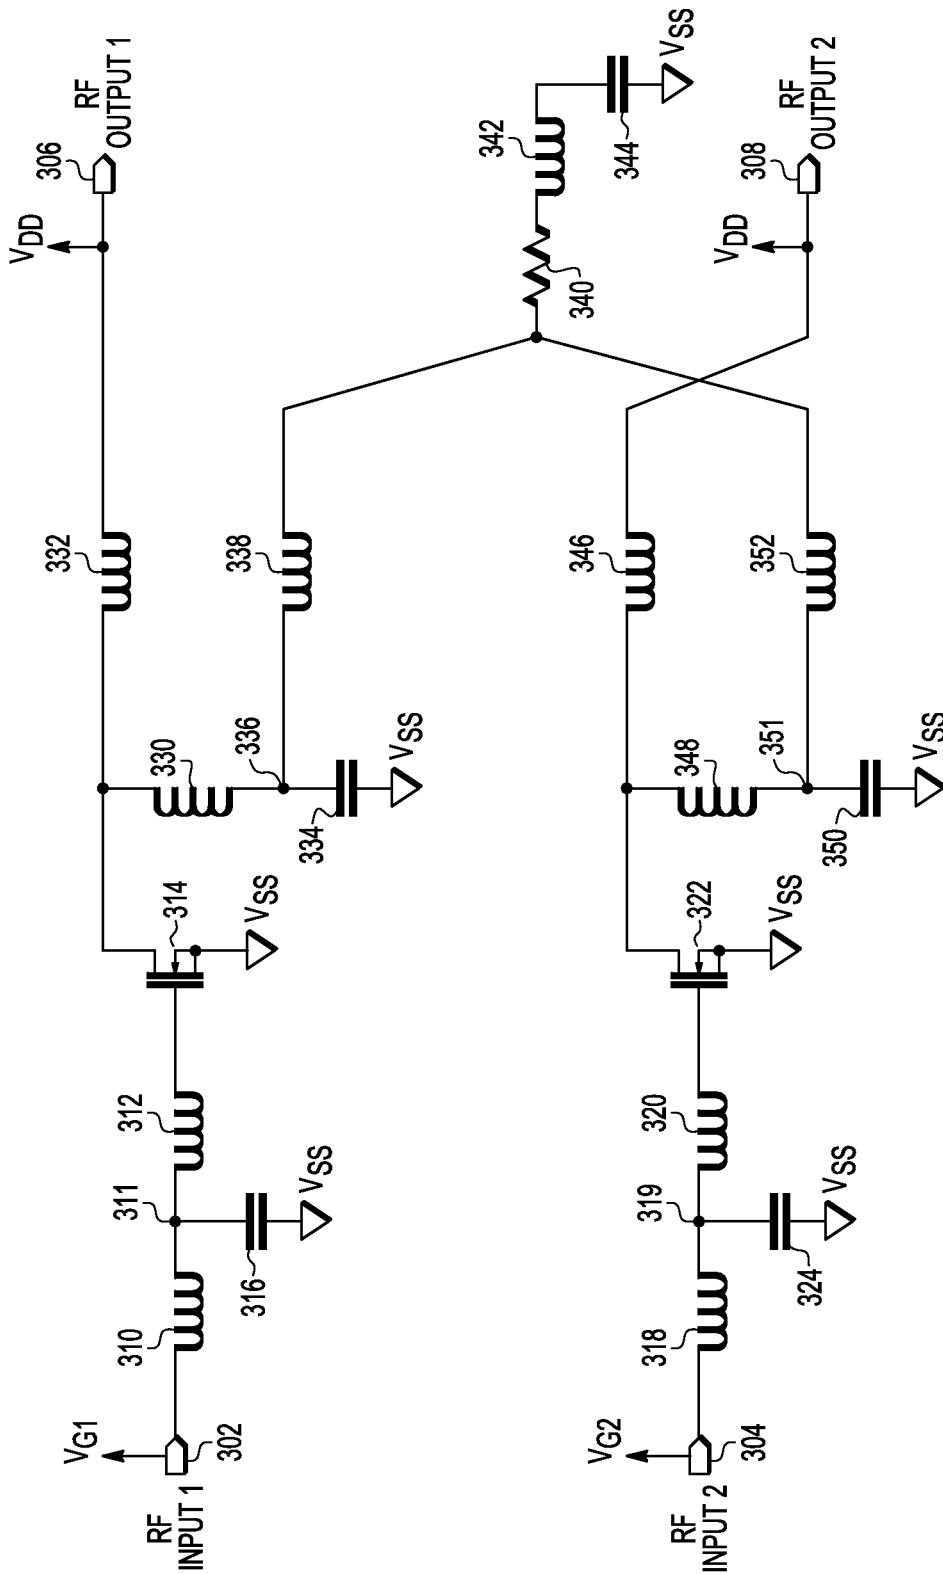 RF
INPUT 1
302
VG1
310
311
312
316
VSS
314
VSS
330
336
334
VSS
332
338
VDD
306
RF
OUTPUT 1
340
342
344
VSS
RF
INPUT 2
304
VG2
318
319
320
324
VSS
322
VSS
348
351
350
VSS
346
352
VDD
308
RF
OUTPUT 2